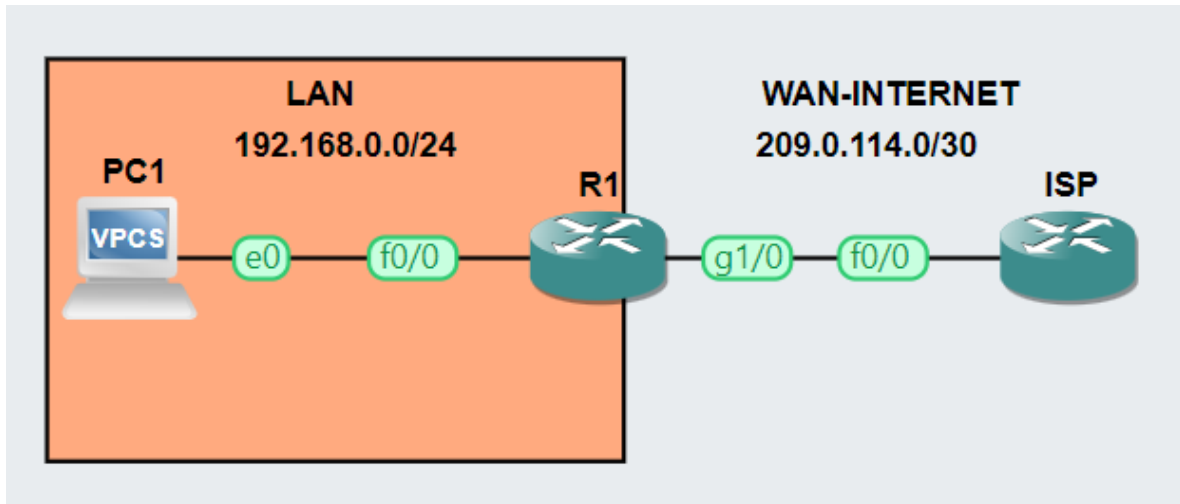 LAN
192.168.0.0/24
WAN-INTERNET
209.0.114.0/30
PC1
R1
ISP
VPCS
e0
f0/0
g1/0
f0/0